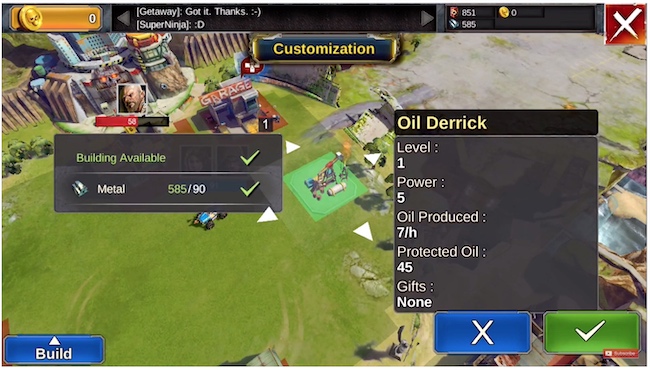 0
[Getaway]: Got it. Thanks. :-)
[SuperNinja]: :D
851
0
585
Customization
GARAGE
1
58
Building Available
Metal 585/90
Oil Derrick
Level :
1
Power :
5
Oil Produced :
7/h
Protected Oil :
45
Gifts :
None
Build
X
Subscribe